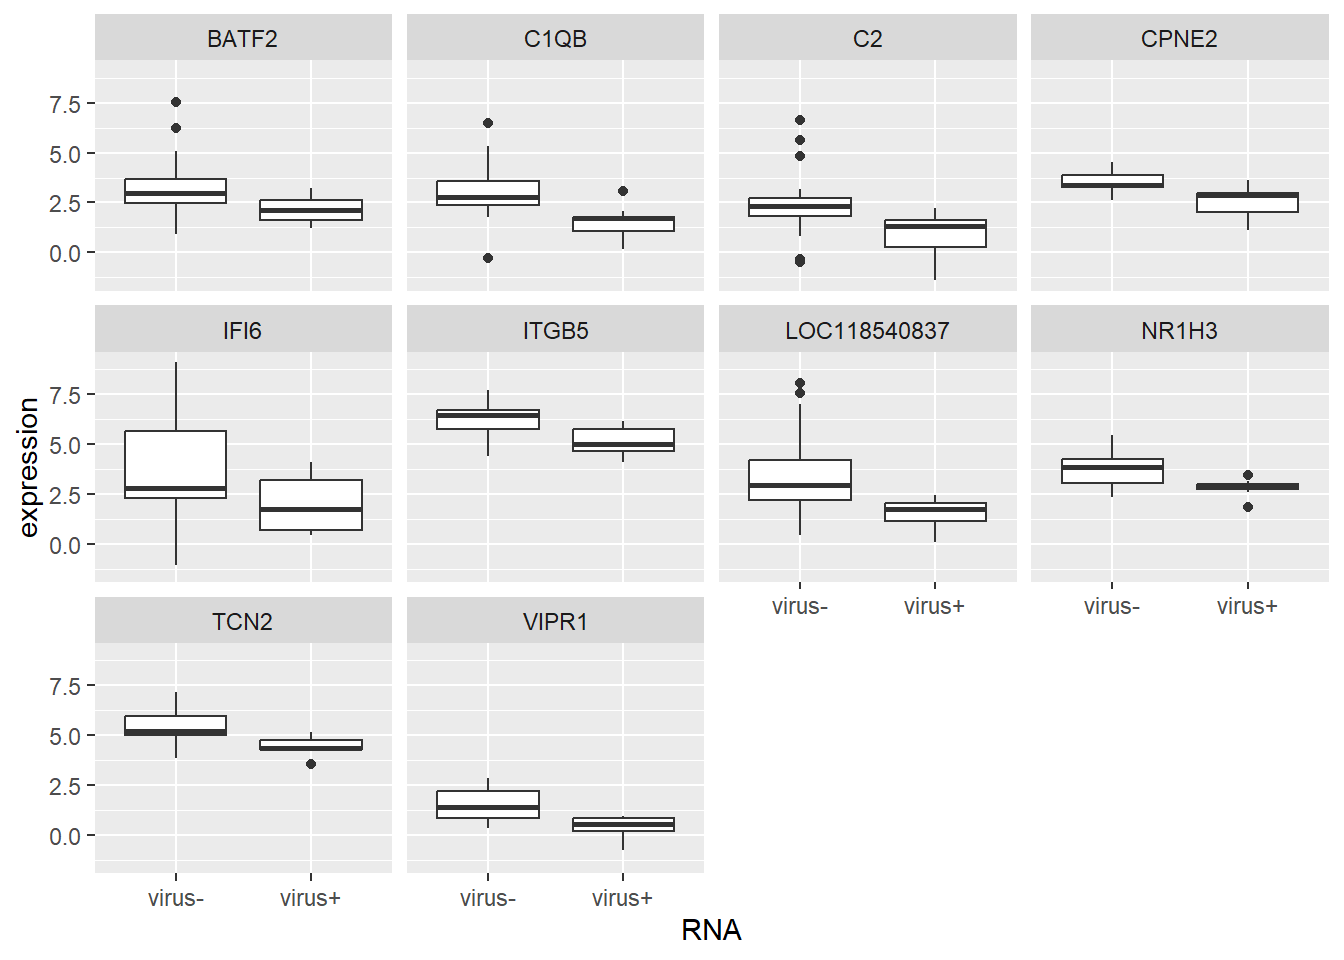 BATF2 C1QB C2 CPNE2
7.5
5.0
2.5
0.0
IFI6 ITGB5 LOC118540837 NR1H3
7.5
5.0
2.5
0.0
expression
virus- virus+ virus- virus+
TCN2 VIPR1
7.5
5.0
2.5
0.0
virus- virus+ virus- virus+
RNA